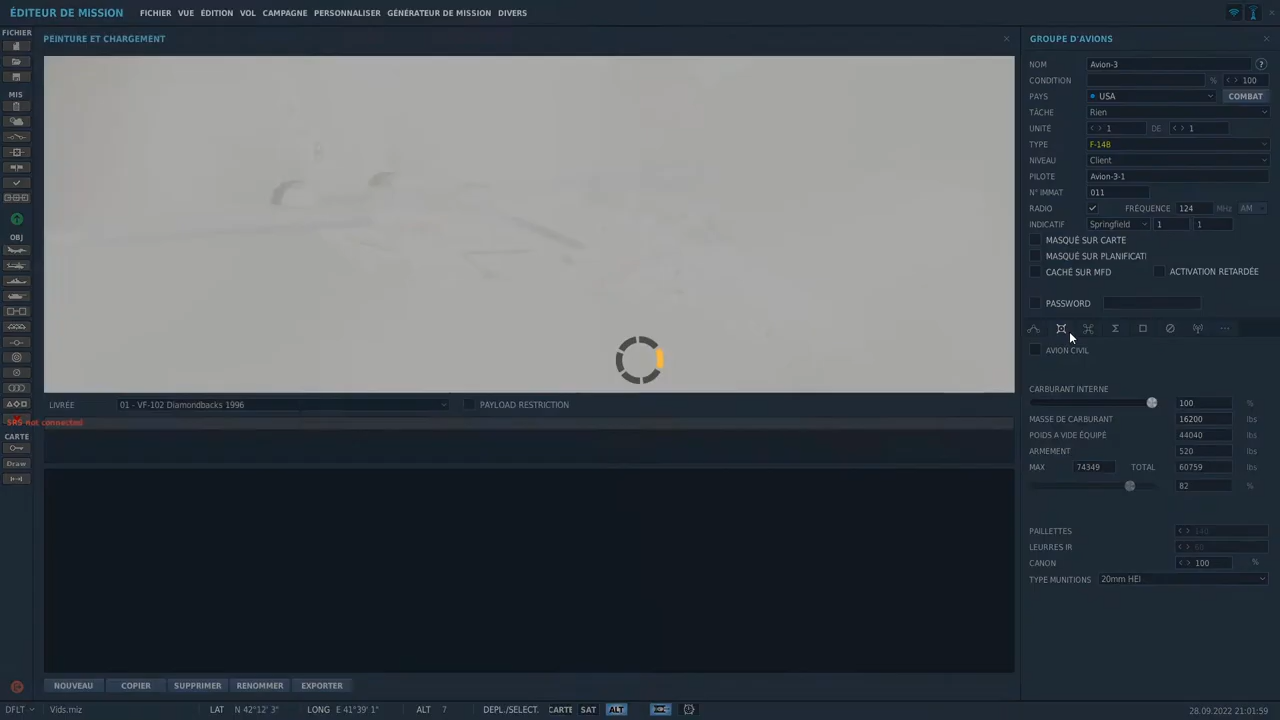 ÉDITEUR DE MISSION FICHIER VUE ÉDITION VOL CAMPAGNE PERSONNALISER GÉNÉRATEUR DE MISSION DIVERS
FICHIER
PEINTURE ET CHARGEMENT
GROUPE D'AVIONS
NOM Avion-3 ?
CONDITION % 100
PAYS USA COMBAT
TÂCHE Rien
UNITÉ 1 DE 1
TYPE F-14B
NIVEAU Client
PILOTE Avion-3-1
N° IMMAT 011
RADIO FRÉQUENCE 124 MHz AM
INDICATIF Springfield 1 1
MASQUÉ SUR CARTE
MASQUÉ SUR PLANIFICATI
CACHÉ SUR MFD ACTIVATION RETARDÉE
PASSWORD
AVION CIVIL
CARBURANT INTERNE
100 %
MASSE DE CARBURANT 16200 lbs
POIDS A VIDE ÉQUIPÉ 44040 lbs
ARMEMENT 520 lbs
MAX 74349 TOTAL 60759 lbs
82 %
PAILLETTES 140
LEURRES IR 60
CANON 100 %
TYPE MUNITIONS 20mm HEI
MIS
OBJ
LIVRÉE 01 - VF-102 Diamondbacks 1996 PAYLOAD RESTRICTION
SRS not connected
CARTE
Draw
NOUVEAU COPIER SUPPRIMER RENOMMER EXPORTER
DFLT Vids.miz LAT N 42°12' 3" LONG E 41°39' 1" ALT 7 DEPL./SELECT. CARTE SAT ALT 28.09.2022 21:01:59